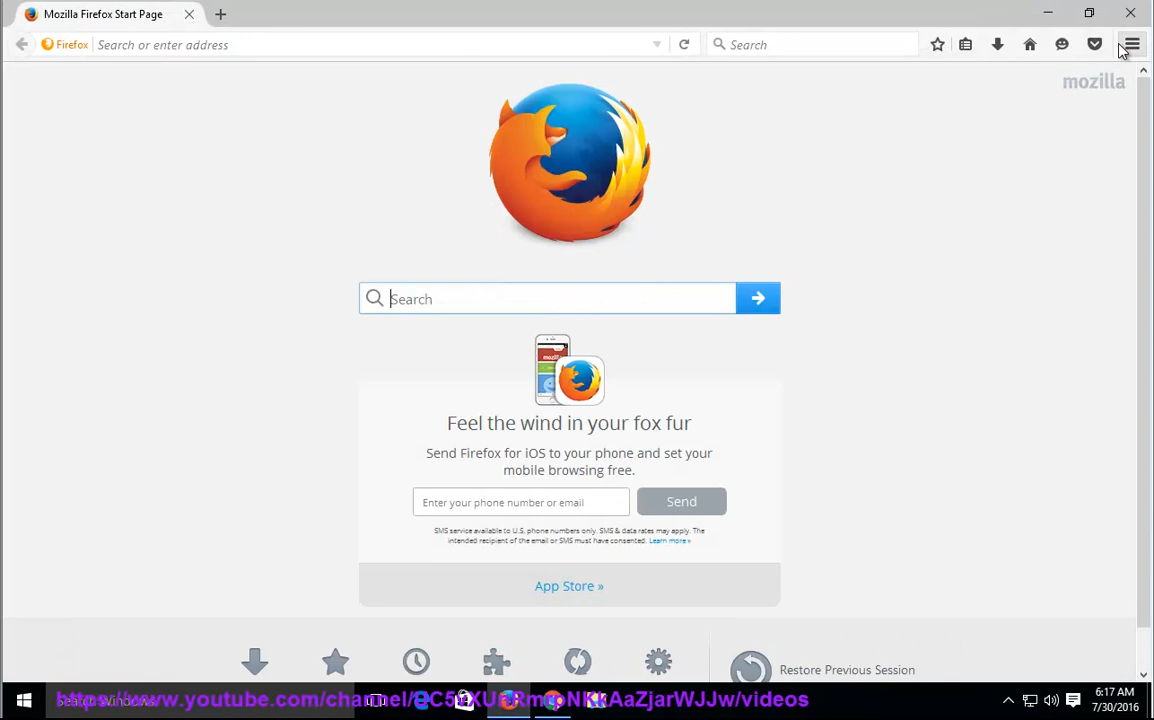 Mozilla Firefox Start Page
Firefox
Search or enter address
Search
mozilla
Search
mozilla
Feel the wind in your fox fur
Send Firefox for iOS to your phone and set your
mobile browsing free.
Enter your phone number or email
Send
SMS service available to U.S. phone numbers only. SMS & data rates may apply. The
intended recipient of the email or SMS must have consented. Learn more »
App Store »
Restore Previous Session
Search Windows
6:17 AM
7/30/2016